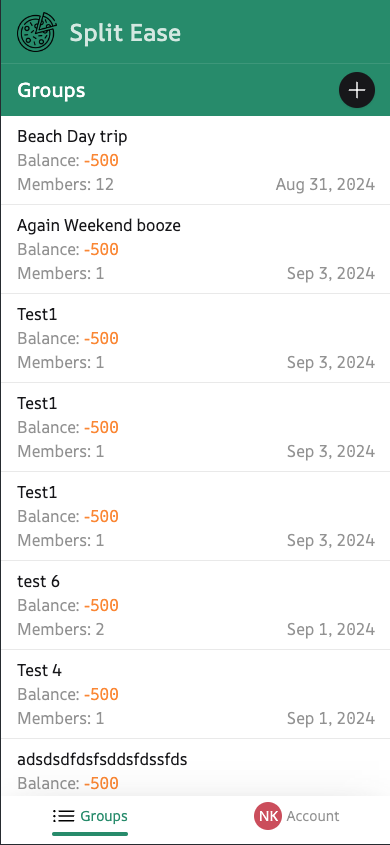 Split Ease
Groups
Beach Day trip
Balance: -500
Members: 12 Aug 31, 2024
Again Weekend booze
Balance: -500
Members: 1 Sep 3, 2024
Test1
Balance: -500
Members: 1 Sep 3, 2024
Test1
Balance: -500
Members: 1 Sep 3, 2024
Test1
Balance: -500
Members: 1 Sep 3, 2024
test 6
Balance: -500
Members: 2 Sep 1, 2024
Test 4
Balance: -500
Members: 1 Sep 1, 2024
adsdsdfdsfsddsfdssfds
Balance: -500
Groups NK Account